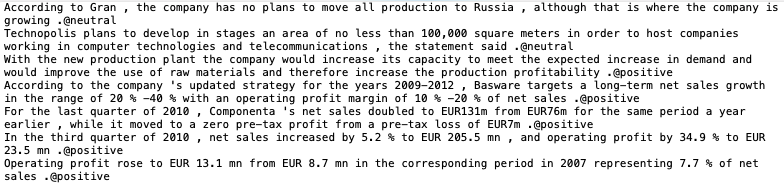 According to Gran , the company has no plans to move all production to Russia , although that is where the company is
growing .@neutral
Technopolis plans to develop in stages an area of no less than 100,000 square meters in order to host companies
working in computer technologies and telecommunications , the statement said .@neutral
With the new production plant the company would increase its capacity to meet the expected increase in demand and
would improve the use of raw materials and therefore increase the production profitability .@positive
According to the company 's updated strategy for the years 2009-2012 , Basware targets a long-term net sales growth
in the range of 20 % -40 % with an operating profit margin of 10 % -20 % of net sales .@positive
For the last quarter of 2010 , Componenta 's net sales doubled to EUR131m from EUR76m for the same period a year
earlier , while it moved to a zero pre-tax profit from a pre-tax loss of EUR7m .@positive
In the third quarter of 2010 , net sales increased by 5.2 % to EUR 205.5 mn , and operating profit by 34.9 % to EUR
23.5 mn .@positive
Operating profit rose to EUR 13.1 mn from EUR 8.7 mn in the corresponding period in 2007 representing 7.7 % of net
sales .@positive